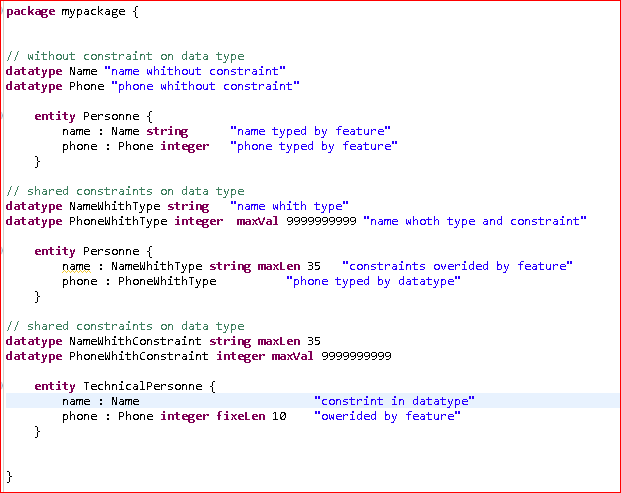 package mypackage {
// without constraint on data type
datatype Name "name whithout constraint"
datatype Phone "phone whithout constraint"
entity Personne {
name : Name string "name typed by feature"
phone : Phone integer "phone typed by feature"
}
// shared constraints on data type
datatype NameWhithType string "name whith type"
datatype PhoneWhithType integer maxVal 9999999999 "name whoth type and constraint"
entity Personne {
name : NameWhithType string maxLen 35 "constraints overided by feature"
phone : PhoneWhithType "phone typed by datatype"
}
// shared constraints on data type
datatype NameWhithConstraint string maxLen 35
datatype PhoneWhithConstraint integer maxVal 9999999999
entity TechnicalPersonne {
name : Name "constrint in datatype"
phone : Phone integer fixeLen 10 "owerided by feature"
}
}